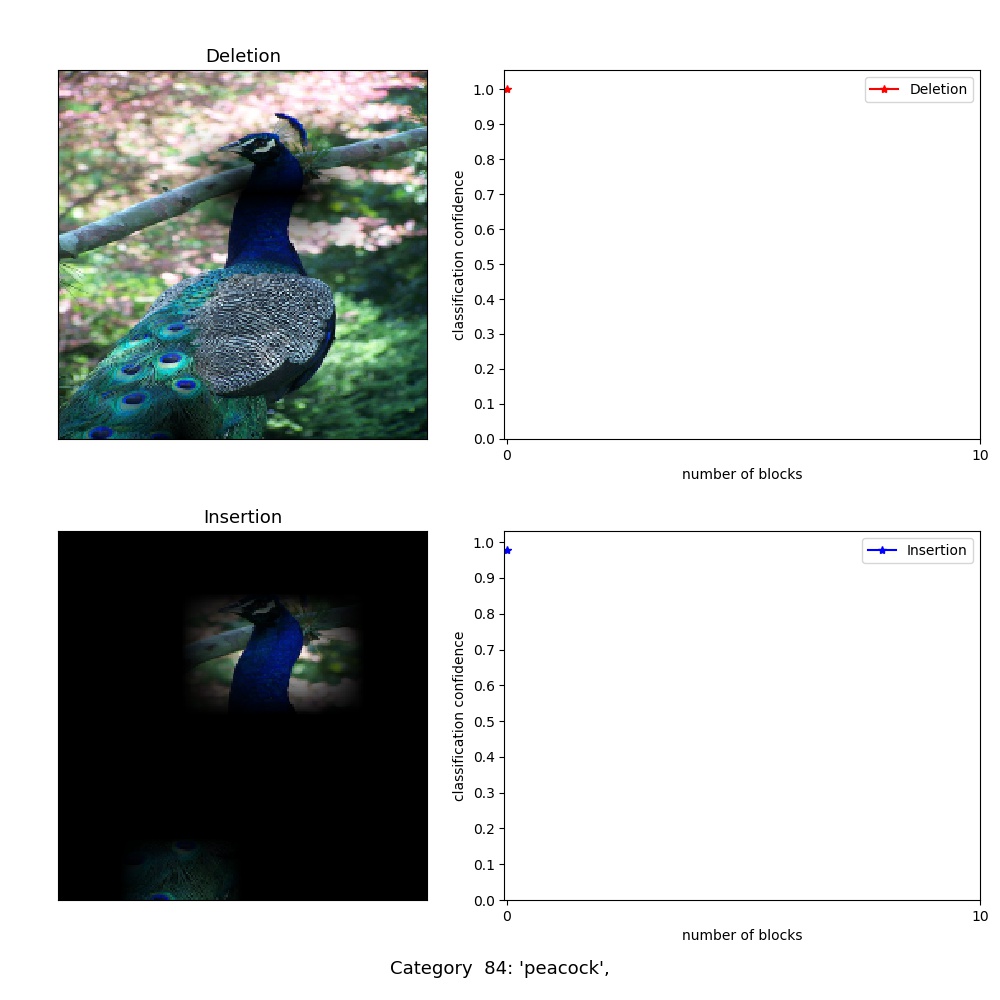 Deletion
1.0
0.9
0.8
0.7
0.6
0.5
0.4
0.3
0.2
0.1
0.0
classification confidence
Deletion
0
10
number of blocks
Insertion
1.0
0.9
0.8
0.7
0.6
0.5
0.4
0.3
0.2
0.1
0.0
classification confidence
Insertion
0
10
number of blocks
Category  84: 'peacock',